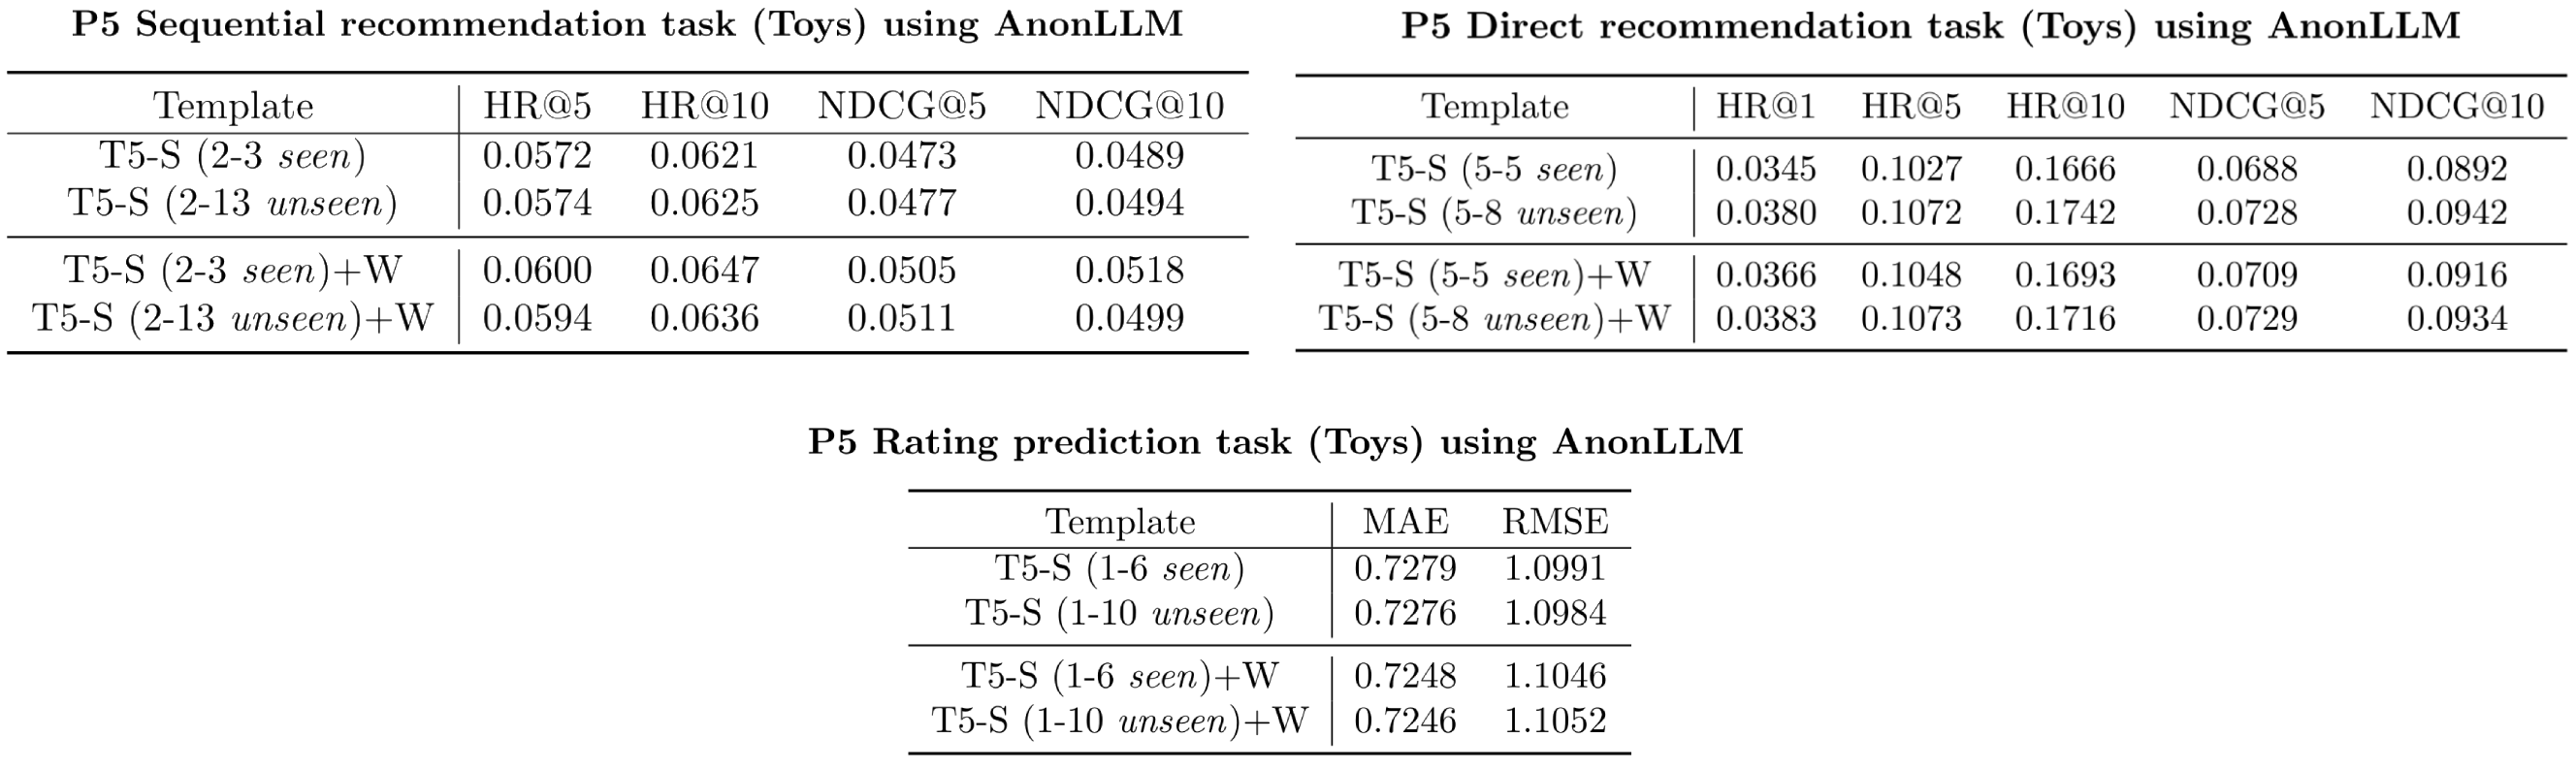 P5 Sequential recommendation task (Toys) using AnonLLM
Template HR@5 HR@10 NDCG@5 NDCG@10
T5-S (2-3 seen) 0.0572 0.0621 0.0473 0.0489
T5-S (2-13 unseen) 0.0574 0.0625 0.0477 0.0494
T5-S (2-3 seen)+W 0.0600 0.0647 0.0505 0.0518
T5-S (2-13 unseen)+W 0.0594 0.0636 0.0511 0.0499
P5 Direct recommendation task (Toys) using AnonLLM
Template HR@1 HR@5 HR@10 NDCG@5 NDCG@10
T5-S (5-5 seen) 0.0345 0.1027 0.1666 0.0688 0.0892
T5-S (5-8 unseen) 0.0380 0.1072 0.1742 0.0728 0.0942
T5-S (5-5 seen)+W 0.0366 0.1048 0.1693 0.0709 0.0916
T5-S (5-8 unseen)+W 0.0383 0.1073 0.1716 0.0729 0.0934
P5 Rating prediction task (Toys) using AnonLLM
Template MAE RMSE
T5-S (1-6 seen) 0.7279 1.0991
T5-S (1-10 unseen) 0.7276 1.0984
T5-S (1-6 seen)+W 0.7248 1.1046
T5-S (1-10 unseen)+W 0.7246 1.1052